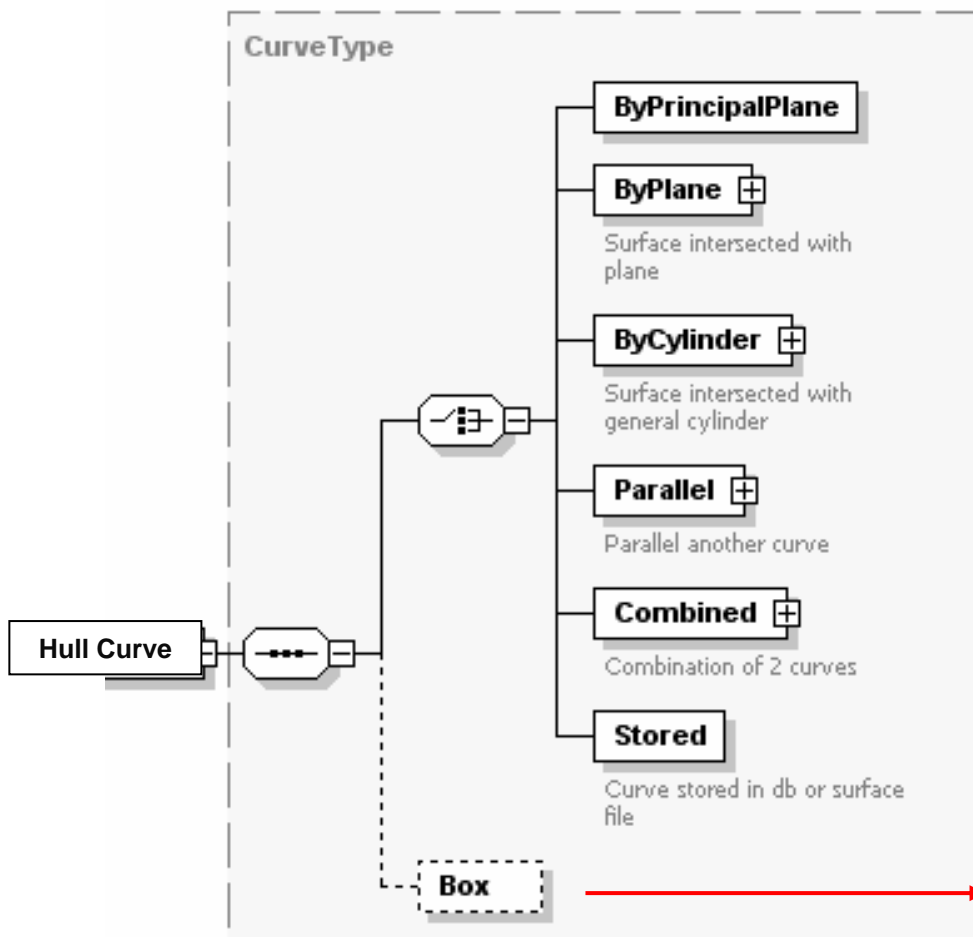 CurveType
ByPrincipalPlane
ByPlane
Surface intersected with
plane
ByCylinder
Surface intersected with
general cylinder
Parallel
Parallel another curve
Combined
Combination of 2 curves
Hull Curve
Stored
Curve stored in db or surface
file
Box